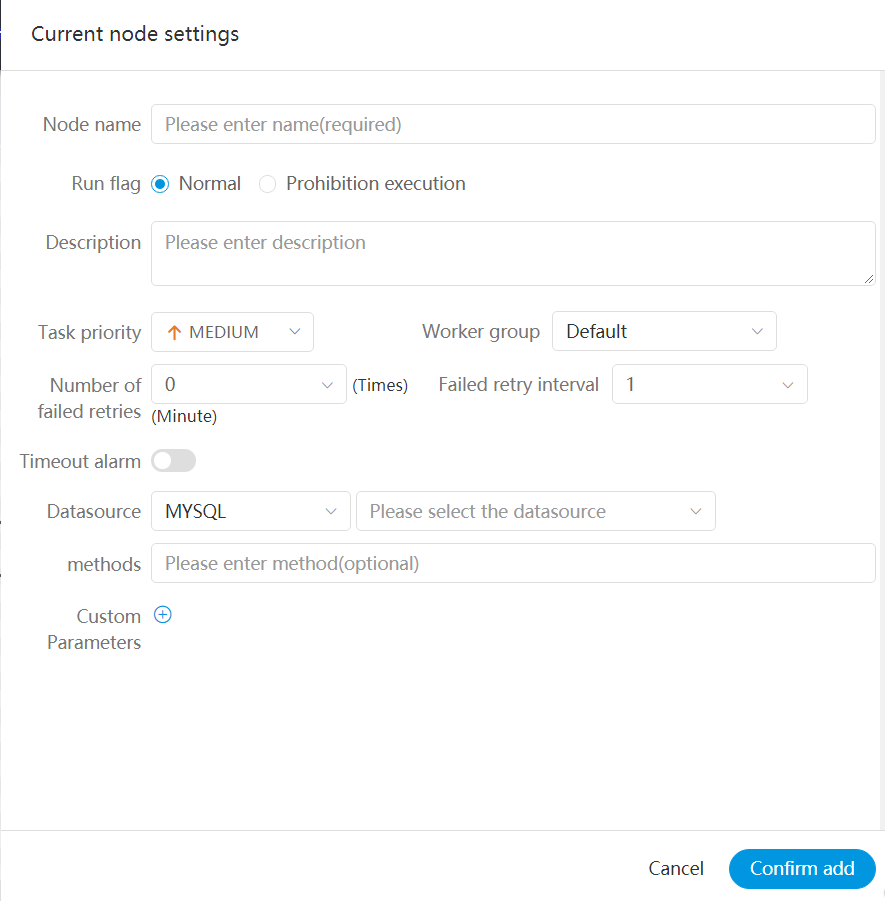 Current node settings
Node name Please enter name(required)
Run flag Normal Prohibition execution
Description Please enter description
Task priority MEDIUM Worker group Default
Number of failed retries 0 (Times) Failed retry interval 1
(Minute)
Timeout alarm
Datasource MYSQL Please select the datasource
methods Please enter method(optional)
Custom
Parameters
Cancel Confirm add